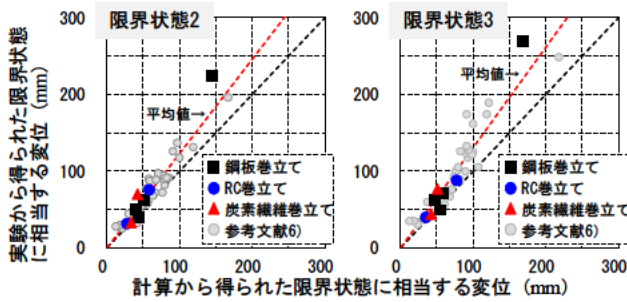 実験から得られた限界状態
に相当する変位（mm）
限界状態2
300
200
100
0
0
100
200
300
平均値→
鋼板巻立て
RC巻立て
炭素繊維巻立て
参考文献6)
限界状態3
300
200
100
0
0
100
200
300
平均値→
鋼板巻立て
RC巻立て
炭素繊維巻立て
参考文献6)
計算から得られた限界状態に相当する変位（mm）